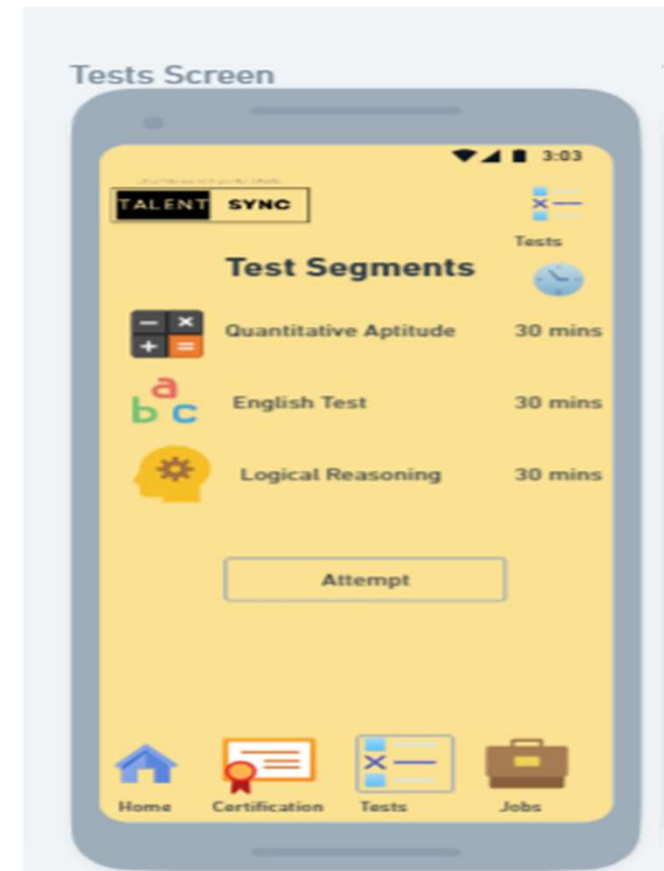 Tests Screen
3:03
TALENT SYNC
Tests
Test Segments
Quantitative Aptitude 30 mins
English Test 30 mins
Logical Reasoning 30 mins
Attempt
Home Certification Tests Jobs